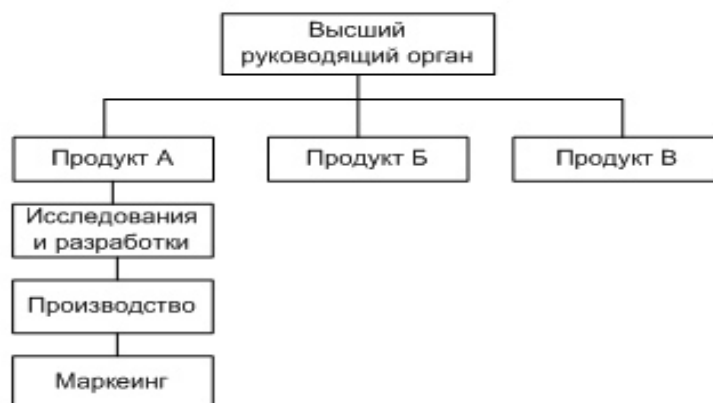 Высший
руководящий орган
Продукт А
Продукт Б
Продукт В
Исследования
и разработки
Производство
Маркеинг